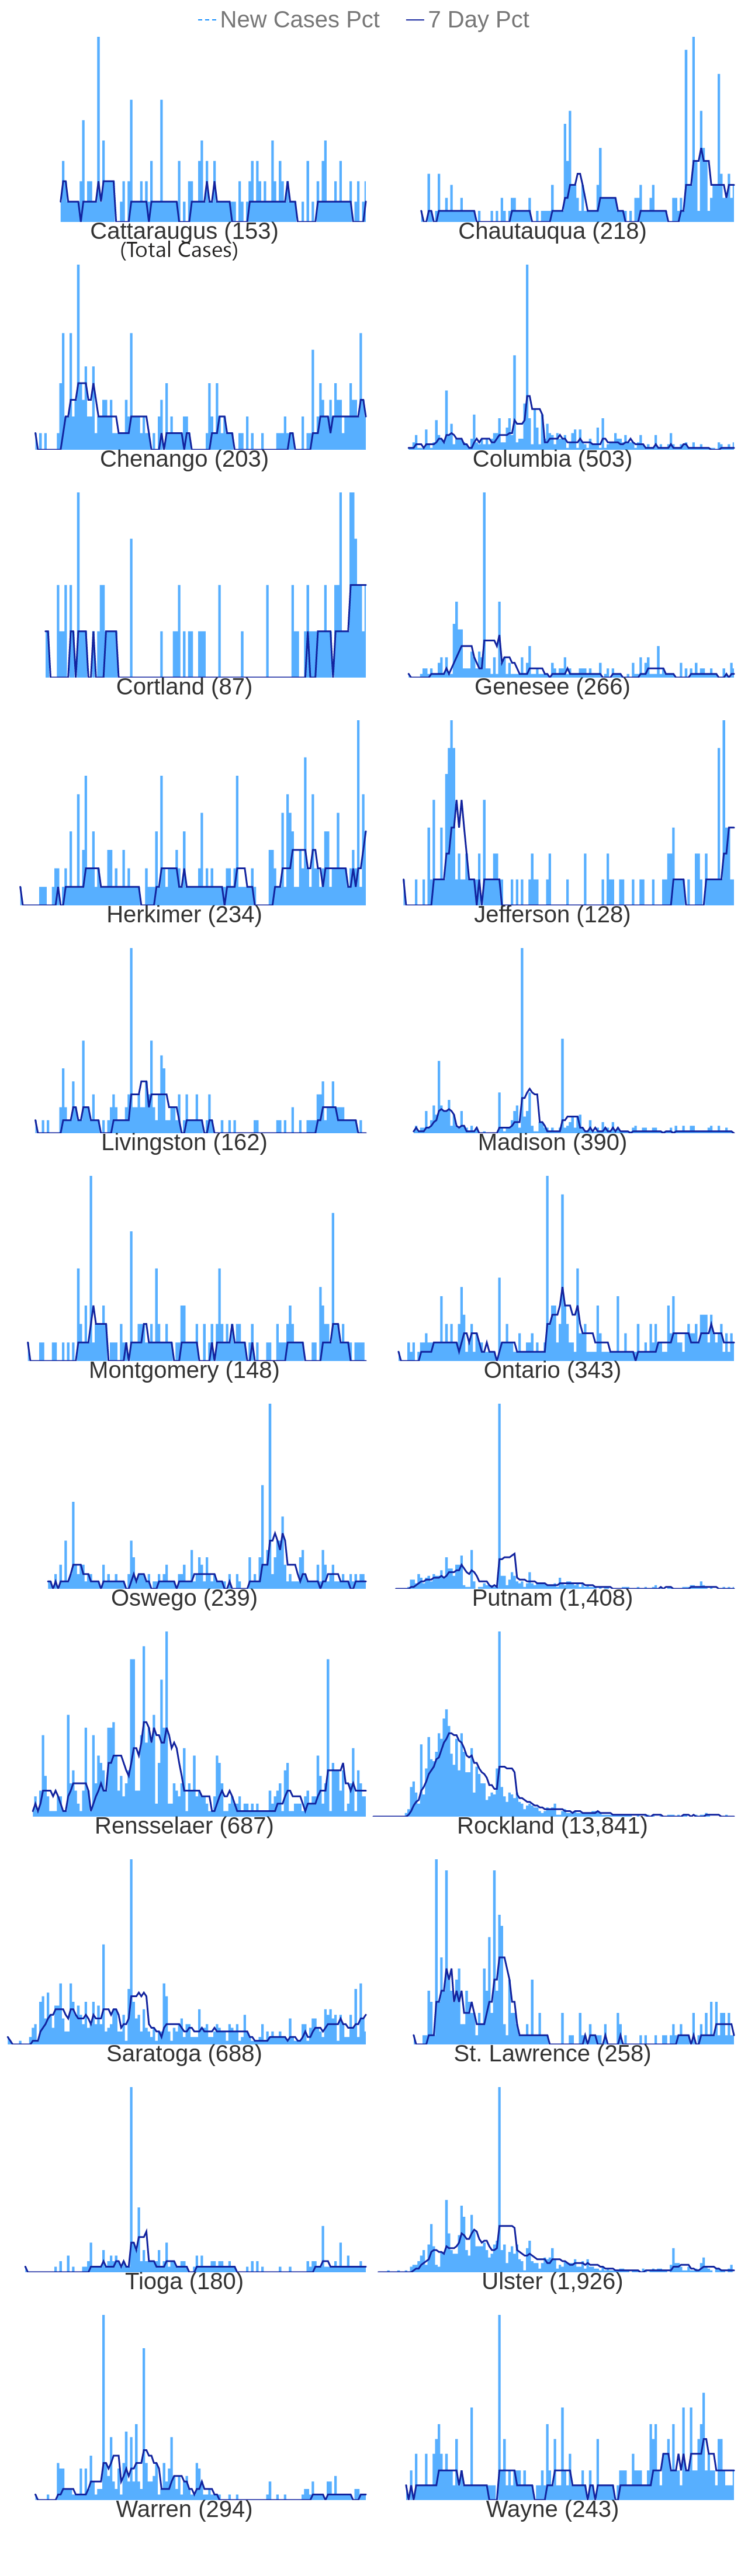 New Cases Pct 7 Day Pct
Cattaraugus (153) Chautauqua (218)
(Total Cases)
Chenango (203) Columbia (503)
Cortland (87) Genesee (266)
Herkimer (234) Jefferson (128)
Livingston (162) Madison (390)
Montgomery (148) Ontario (343)
Oswego (239) Putnam (1,408)
Rensselaer (687) Rockland (13,841)
Saratoga (688) St. Lawrence (258)
Tioga (180) Ulster (1,926)
Warren (294) Wayne (243)